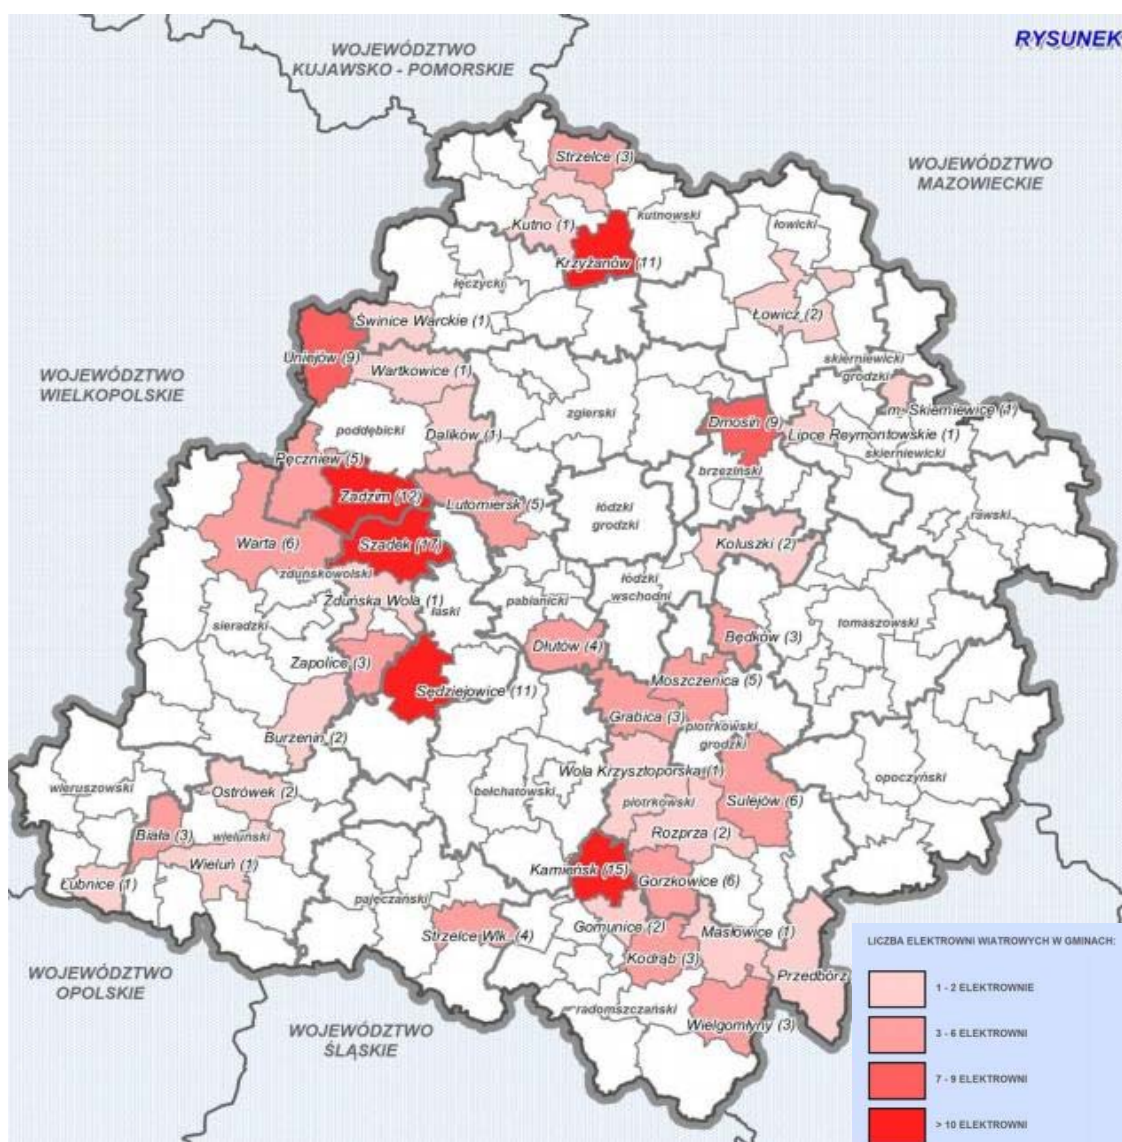 RYSUNEK
WOJEWÓDZTWO
KUJAWSKO - POMORSKIE
WOJEWÓDZTWO
MAZOWIECKIE
Strzelce (3)
kutnowski
Kutno (1)
łowicki
Krzyżanów (11)
łęczycki
Łowicz (2)
Świnice Warckie (1)
Uniejów (9)
skierniewicki
grodzki
Wartkowice (1)
WOJEWÓDZTWO
WIELKOPOLSKIE
m. Skierniewice (1)
zgierski
Dmosin (9)
poddębicki
Dalików (1)
Lipce Reymontowskie (1)
skierniewicki
Pęczniew (5)
brzeziński
Zadzim (12)
Lutomiersk (5)
łódzki
grodzki
rawski
Warta (6)
Szadek (17)
Koluszki (2)
zduńskowolski
łódzki
wschodni
Zduńska Wola (1)
łaski
pabianicki
sieradzki
tomaszowski
Dłutów (4)
Będków (3)
Zapolice (3)
Moszczenica (5)
Sędziejowice (11)
Grabica (3)
piotrkowski
grodzki
Burzenin (2)
Wola Krzysztoporska (1)
opoczyński
wieruszowski
Ostrówek (2)
bełchatowski
piotrkowski
Sulejów (6)
Biała (3)
wieluński
Rozprza (2)
Wieluń (1)
Kamieńsk (15)
Łubnice (1)
Gorzkowice (6)
pajęczański
Gomunice (2)
Masłowice (1)
Strzelce Wlk. (4)
Kodrąb (3)
Przedbórz
WOJEWÓDZTWO
OPOLSKIE
radomszczański
Wielgomłyny (3)
WOJEWÓDZTWO
ŚLĄSKIE
LICZBA ELEKTROWNI WIATROWYCH W GMINACH:
1 - 2 ELEKTROWNIE
3 - 6 ELEKTROWNI
7 - 9 ELEKTROWNI
> 10 ELEKTROWNI